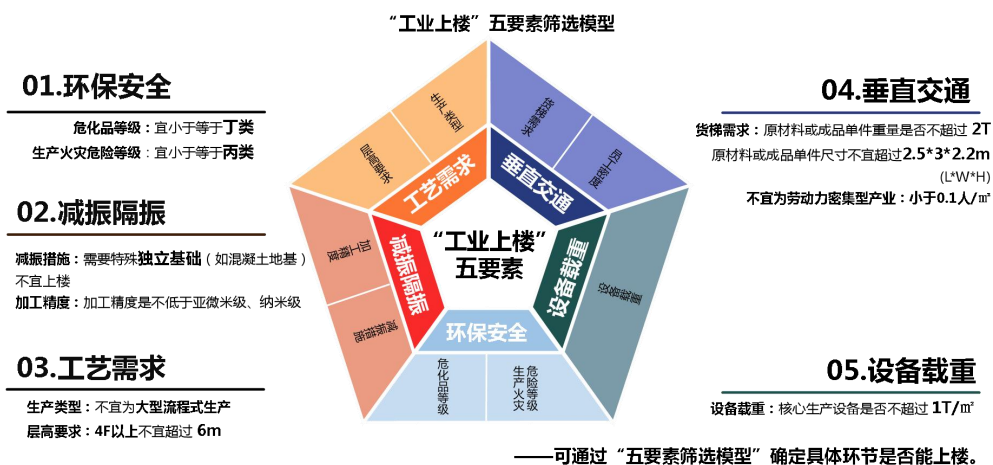 “工业上楼”五要素筛选模型
01.环保安全
危化品等级：宜小于等于丁类
生产火灾危险等级：宜小于等于丙类
02.减振隔振
减振措施：需要特殊独立基础（如混凝土地基）
不宜上楼
加工精度：加工精度是不低于亚微米级、纳米级
03.工艺需求
生产类型：不宜为大型流程式生产
层高要求：4F以上不宜超过 6m
生产类型
层高要求
工艺需求
货梯需求
员工密度
垂直交通
加工精度
减振措施
减振隔振
“工业上楼”
五要素
设备载重
设备载重
环保安全
危化品等级
生产火灾
危险等级
04.垂直交通
货梯需求：原材料或成品单件重量是否不超过 2T
原材料或成品单件尺寸不宜超过2.5*3*2.2m
(L*W*H)
不宜为劳动力密集型产业：小于0.1人/㎡
05.设备载重
设备载重：核心生产设备是否不超过 1T/㎡
——可通过“五要素筛选模型”确定具体环节是否能上楼。